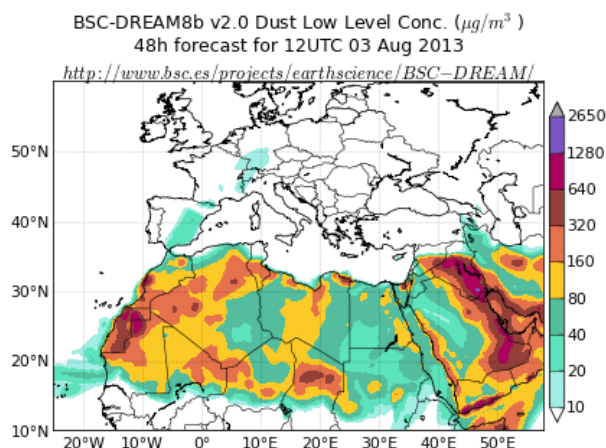 BSC-DREAM8b v2.0 Dust Low Level Conc. (µg/m³ )
48h forecast for 12UTC 03 Aug 2013
http://www.bsc.es/projects/earthscience/BSC-DREAM/
2650
1280
640
320
160
80
40
20
10
50°N
40°N
30°N
20°N
10°N
20°W 10°W 0° 10°E 20°E 30°E 40°E 50°E